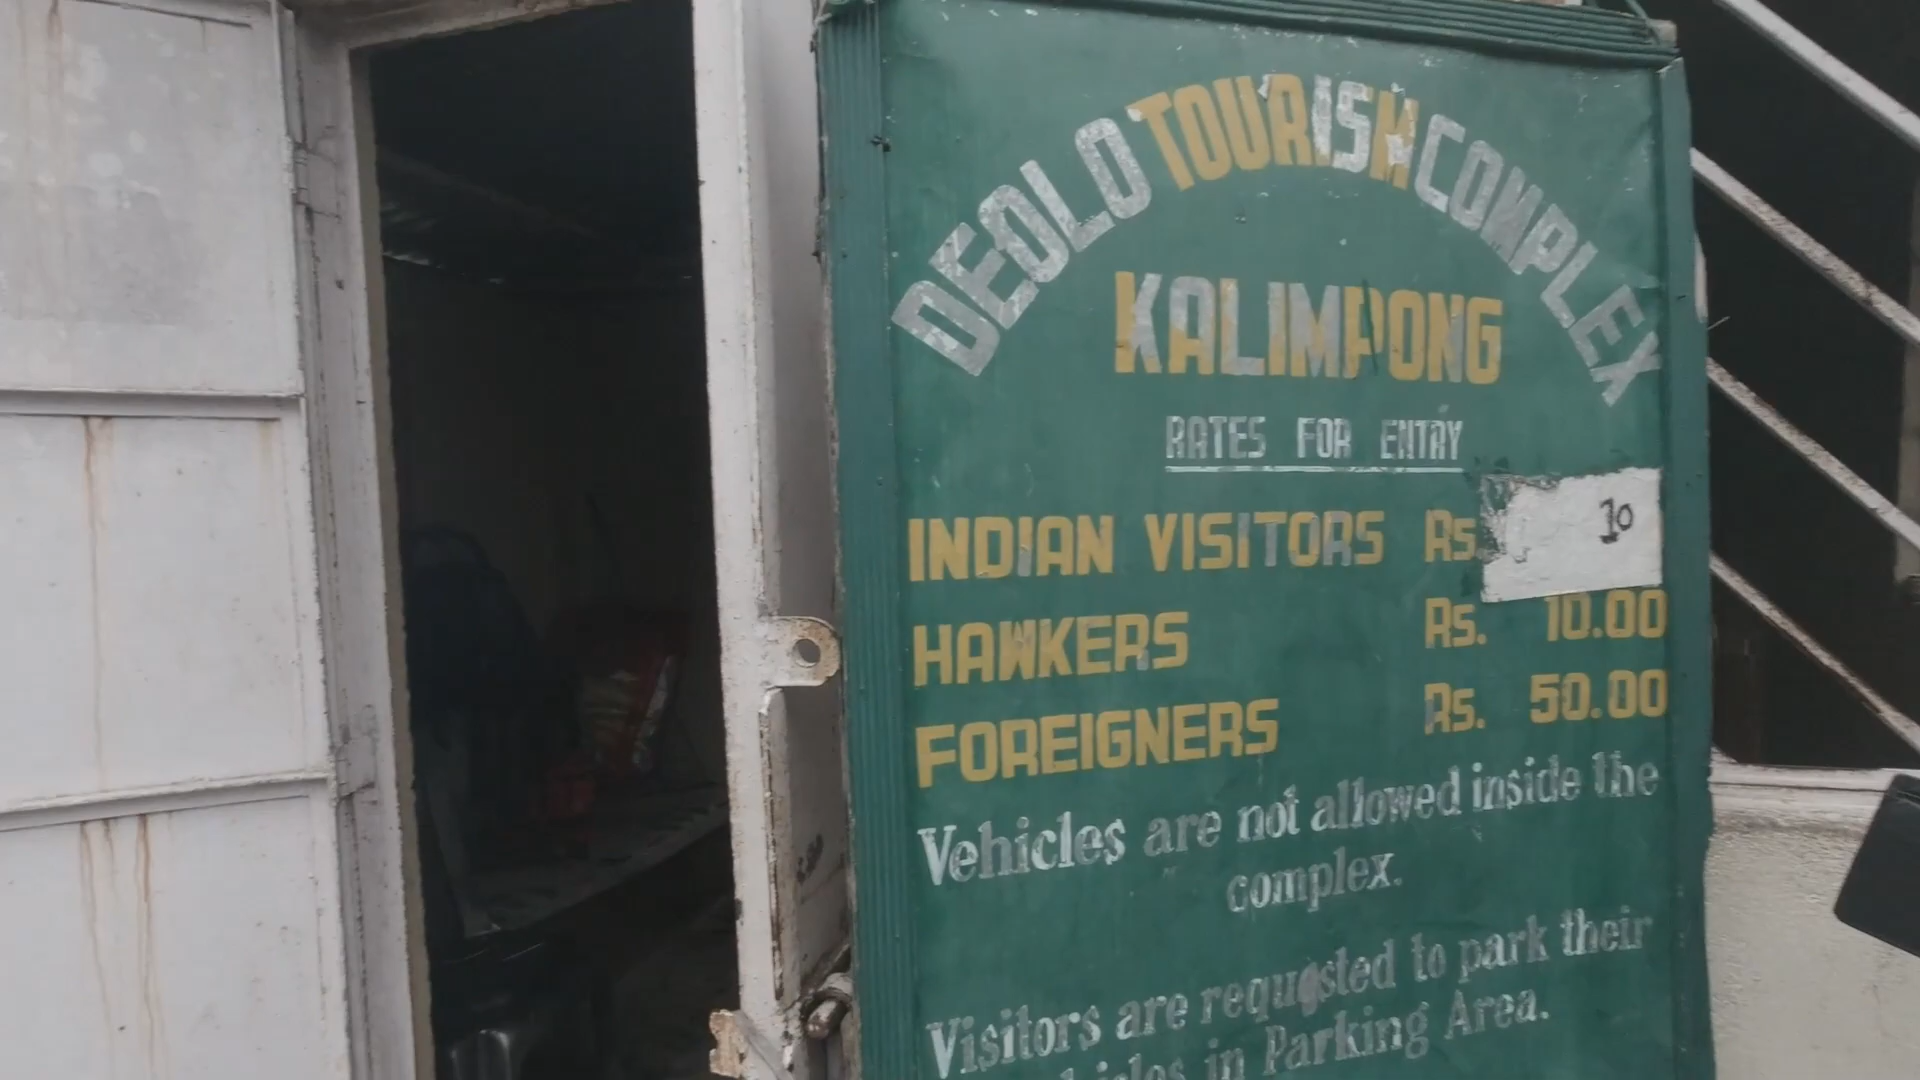 DEOLO TOURISM COMPLEX
KALIMPONG
RATES FOR ENTRY
INDIAN VISITORS Rs. 10
HAWKERS Rs. 10.00
FOREIGNERS Rs. 50.00
Vehicles are not allowed inside the
complex.
Visitors are requested to park their
in Parking Area.